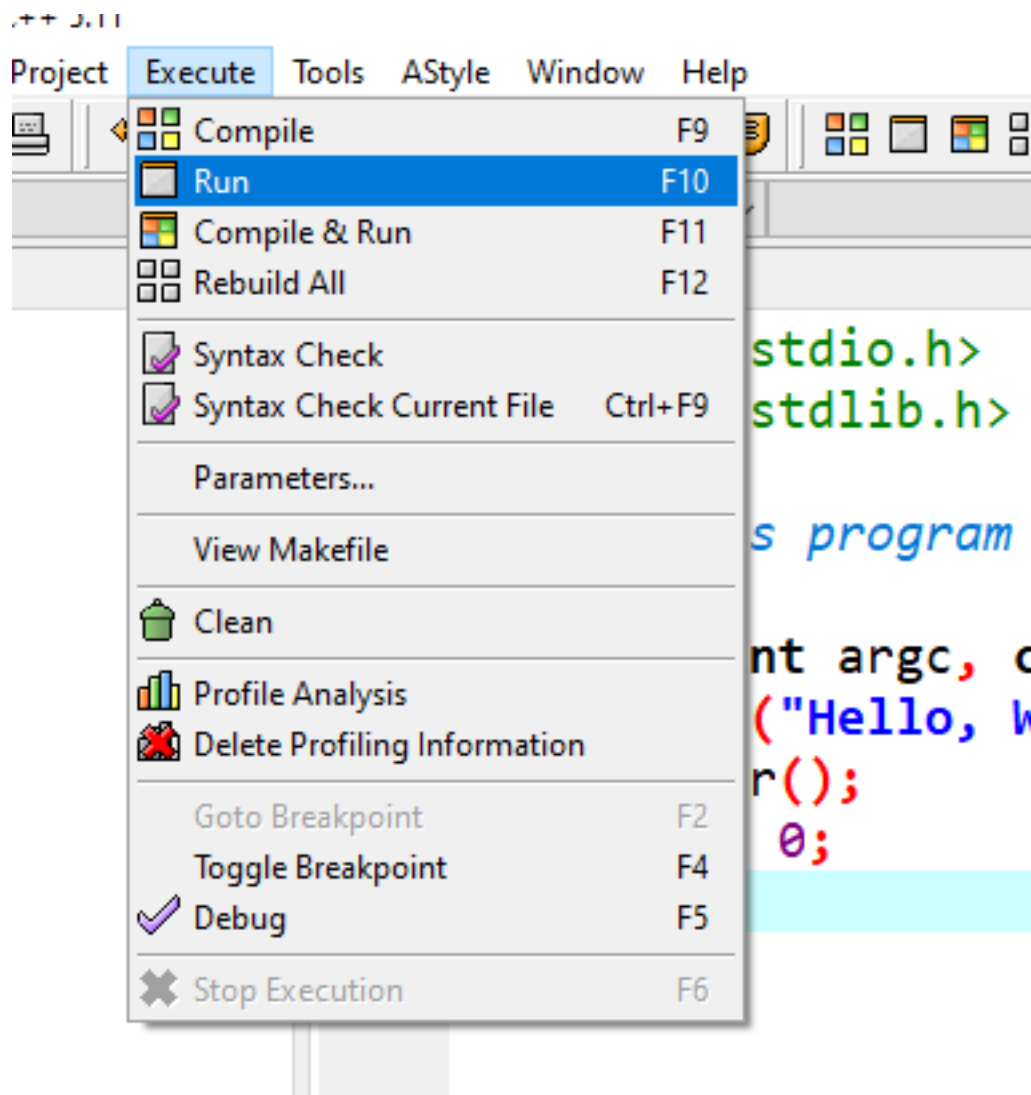 Project Execute Tools AStyle Window Help
Compile F9
Run F10
Compile & Run F11
Rebuild All F12
Syntax Check
stdio.h>
Syntax Check Current File Ctrl+F9
stdlib.h>
Parameters...
View Makefile
s program
Clean
nt argc, c
Profile Analysis
("Hello, W
Delete Profiling Information
r();
Goto Breakpoint F2
0;
Toggle Breakpoint F4
Debug F5
Stop Execution F6